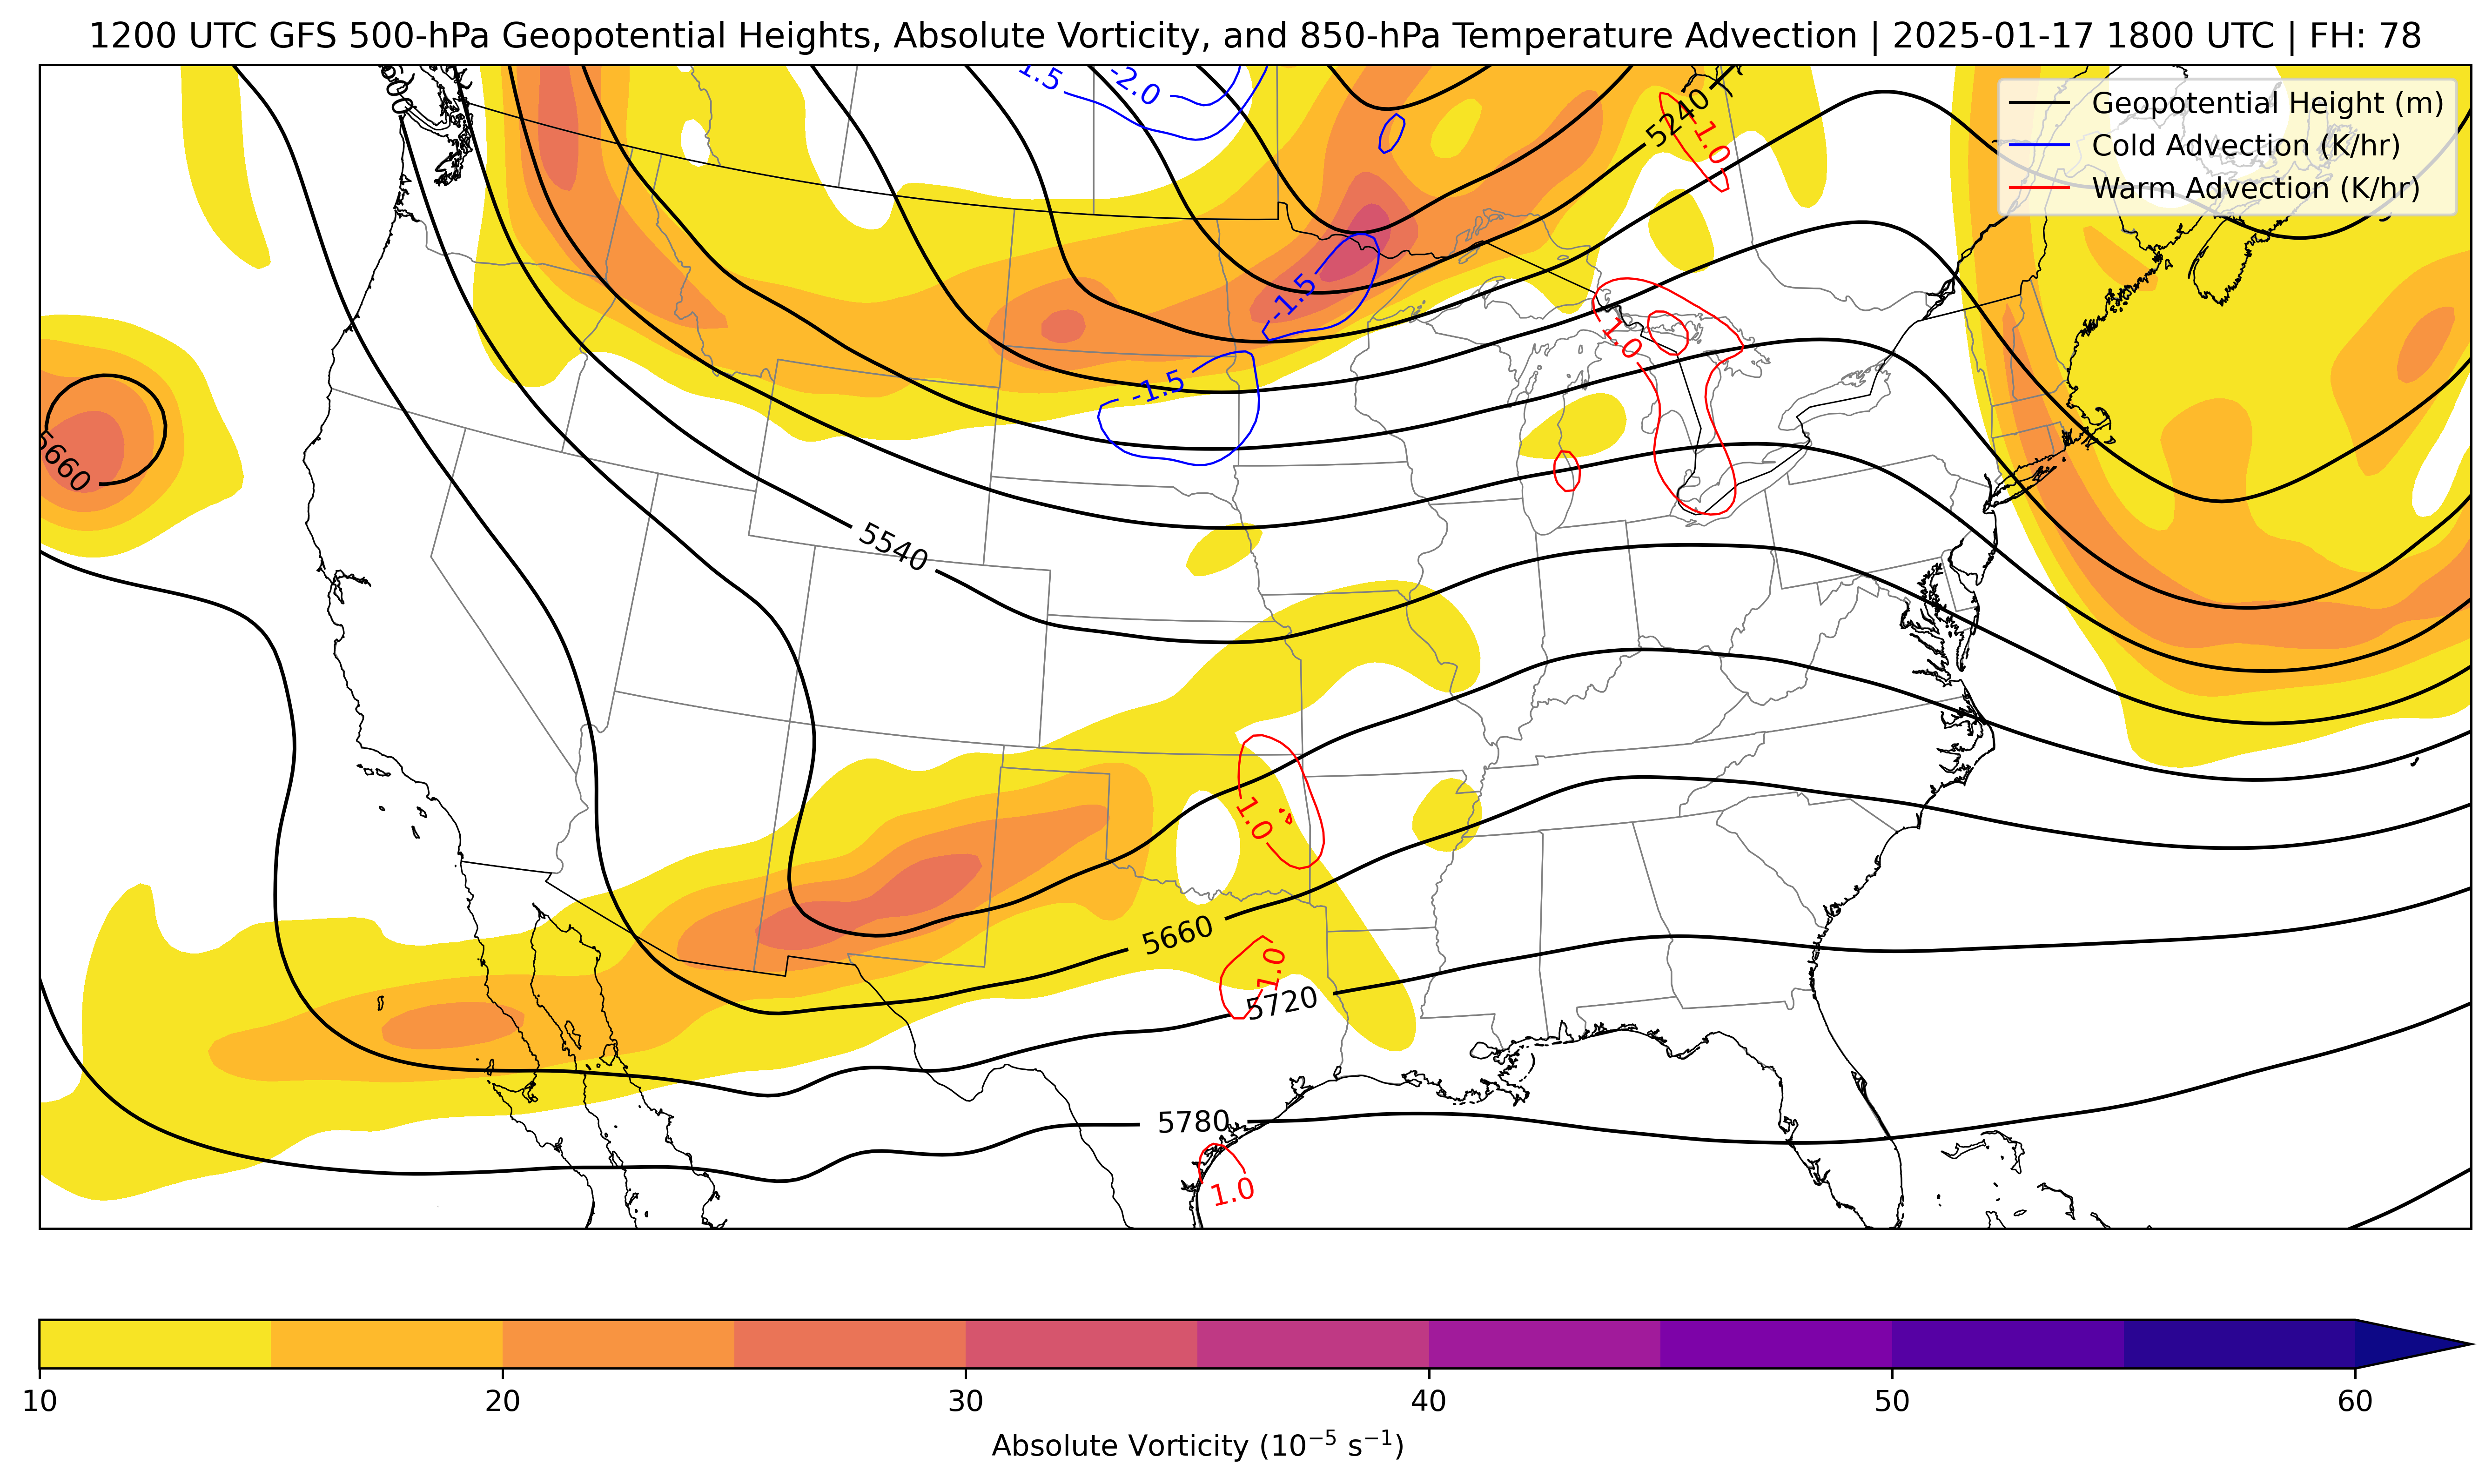 1200 UTC GFS 500-hPa Geopotential Heights, Absolute Vorticity, and 850-hPa Temperature Advection | 2025-01-17 1800 UTC | FH: 78
Geopotential Height (m)
Cold Advection (K/hr)
Warm Advection (K/hr)
-2.0
1.5
5240
1.0
-1.5
1.0
-1.5
5660
5540
1.0
5660
1.0
5720
5780
1.0
10 20 30 40 50 60
Absolute Vorticity (10⁻⁵ s⁻¹)